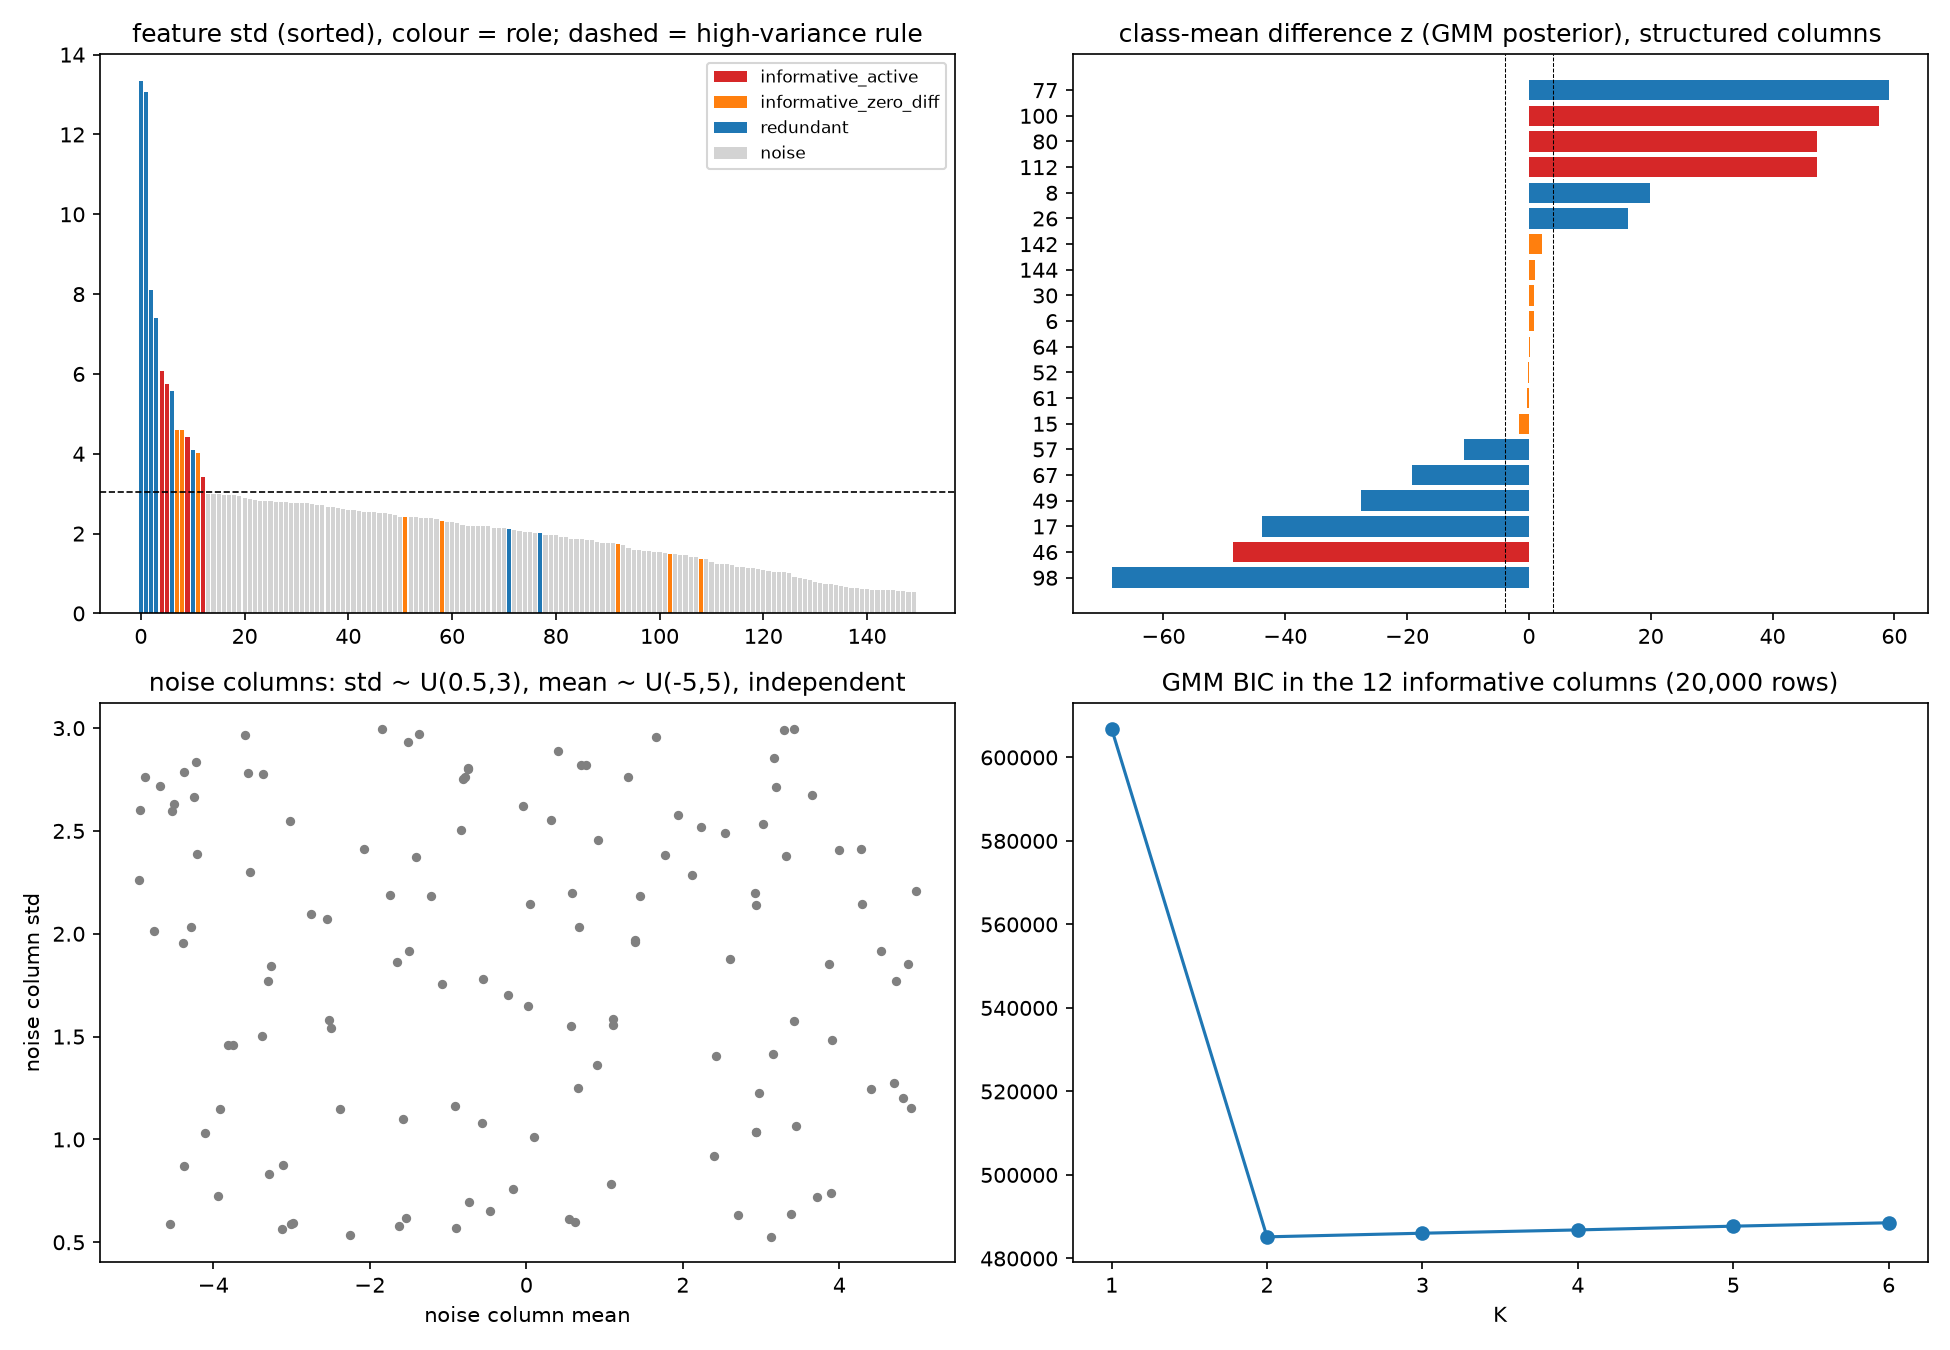 feature std (sorted), colour = role; dashed = high-variance rule
14
12
10
8
6
4
2
0
informative_active
informative_zero_diff
redundant
noise
0 20 40 60 80 100 120 140
class-mean difference z (GMM posterior), structured columns
77
100
80
112
8
26
142
144
30
6
64
52
61
15
57
67
49
17
46
98
−60 −40 −20 0 20 40 60
noise columns: std ~ U(0.5,3), mean ~ U(-5,5), independent
noise column std
3.0
2.5
2.0
1.5
1.0
0.5
−4 −2 0 2 4
noise column mean
GMM BIC in the 12 informative columns (20,000 rows)
600000
580000
560000
540000
520000
500000
480000
1 2 3 4 5 6
K